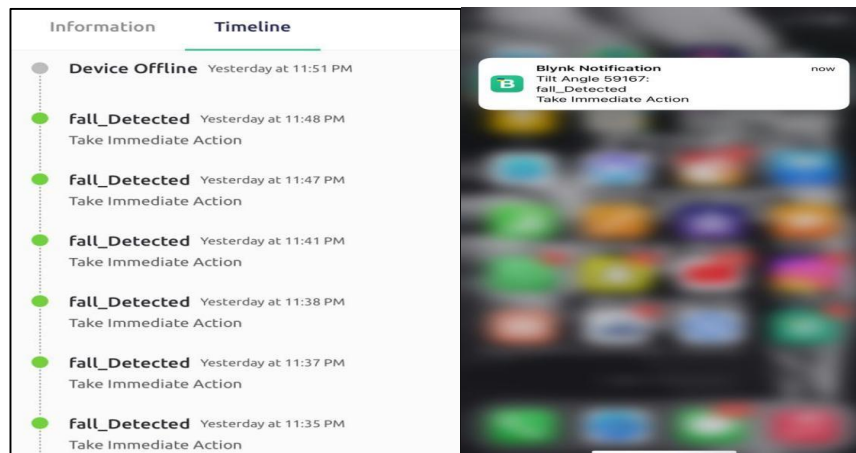 Information Timeline
Device Offline Yesterday at 11:51 PM
fall_Detected Yesterday at 11:48 PM
Take Immediate Action
fall_Detected Yesterday at 11:47 PM
Take Immediate Action
fall_Detected Yesterday at 11:41 PM
Take Immediate Action
fall_Detected Yesterday at 11:38 PM
Take Immediate Action
fall_Detected Yesterday at 11:37 PM
Take Immediate Action
fall_Detected Yesterday at 11:35 PM
Take Immediate Action
B
Blynk Notification now
Tilt Angle 59167:
fall_Detected
Take Immediate Action